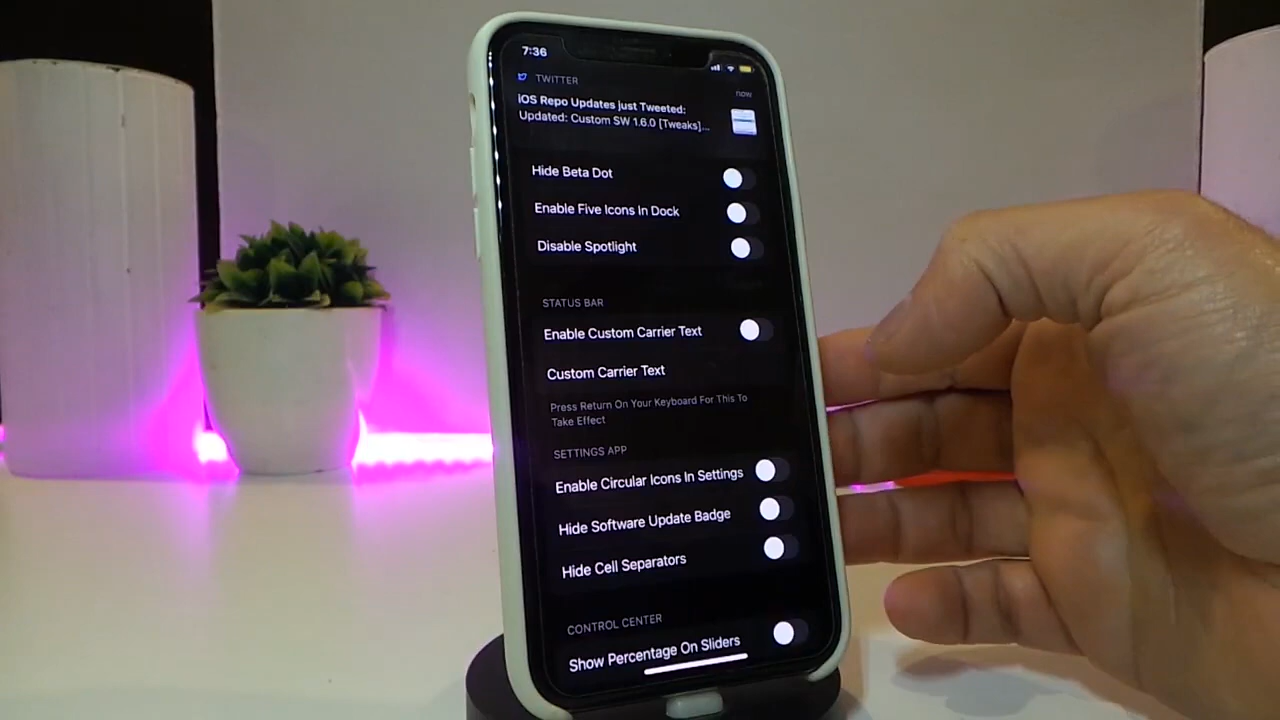 7:36
TWITTER
now
iOS Repo Updates just Tweeted:
Updated: Custom SW 1.6.0 [Tweaks]...
Hide Beta Dot
Enable Five Icons In Dock
Disable Spotlight
STATUS BAR
Enable Custom Carrier Text
Custom Carrier Text
Press Return On Your Keyboard For This To
Take Effect
SETTINGS APP
Enable Circular Icons In Settings
Hide Software Update Badge
Hide Cell Separators
CONTROL CENTER
Show Percentage On Sliders